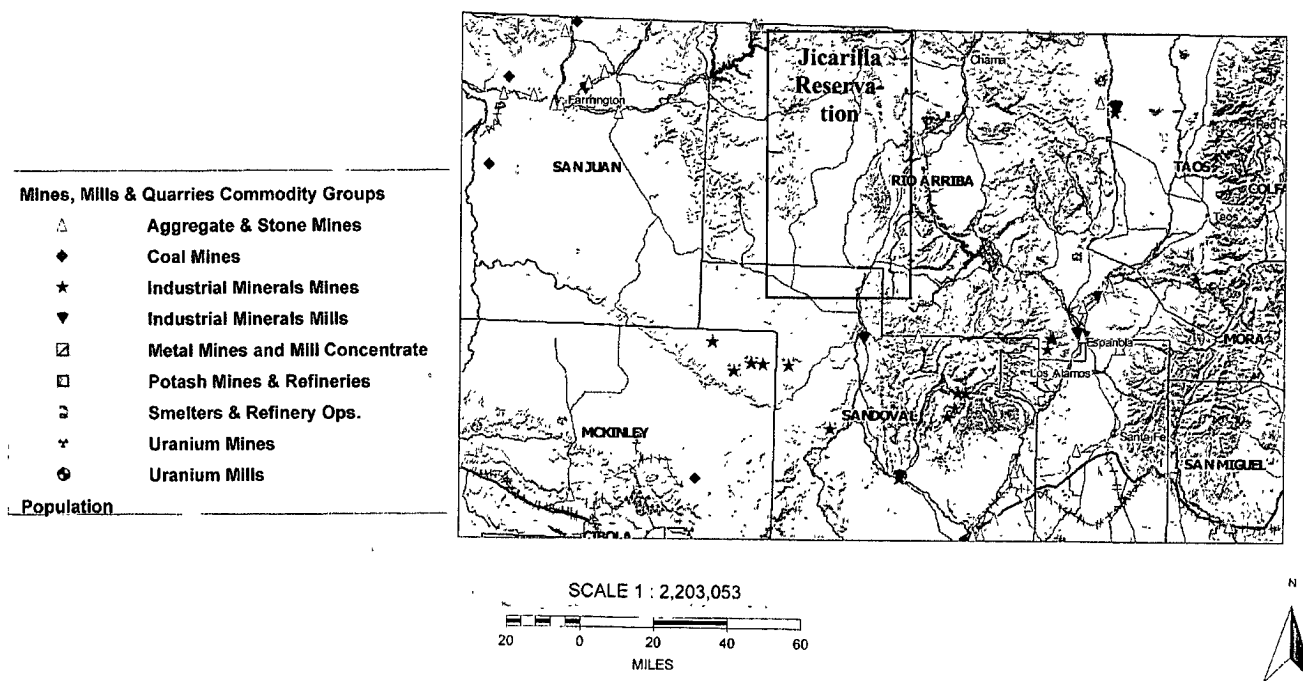 Mines, Mills & Quarries Commodity Groups
Aggregate & Stone Mines
Coal Mines
Industrial Minerals Mines
Industrial Minerals Mills
Metal Mines and Mill Concentrate
Potash Mines & Refineries
Smelters & Refinery Ops.
Uranium Mines
Uranium Mills
Population
Jicarilla
Reserva-
tion
Chama
Farmington
SAN JUAN
RIO ARRIBA
TAOS
Red R
COLFA
Taos
Espanola
MORA
Los Alamos
SANDOVAL
MCKINLEY
Santa Fe
SAN MIGUEL
CIBOLA
SCALE 1 : 2,203,053
20 0 20 40 60
MILES
N